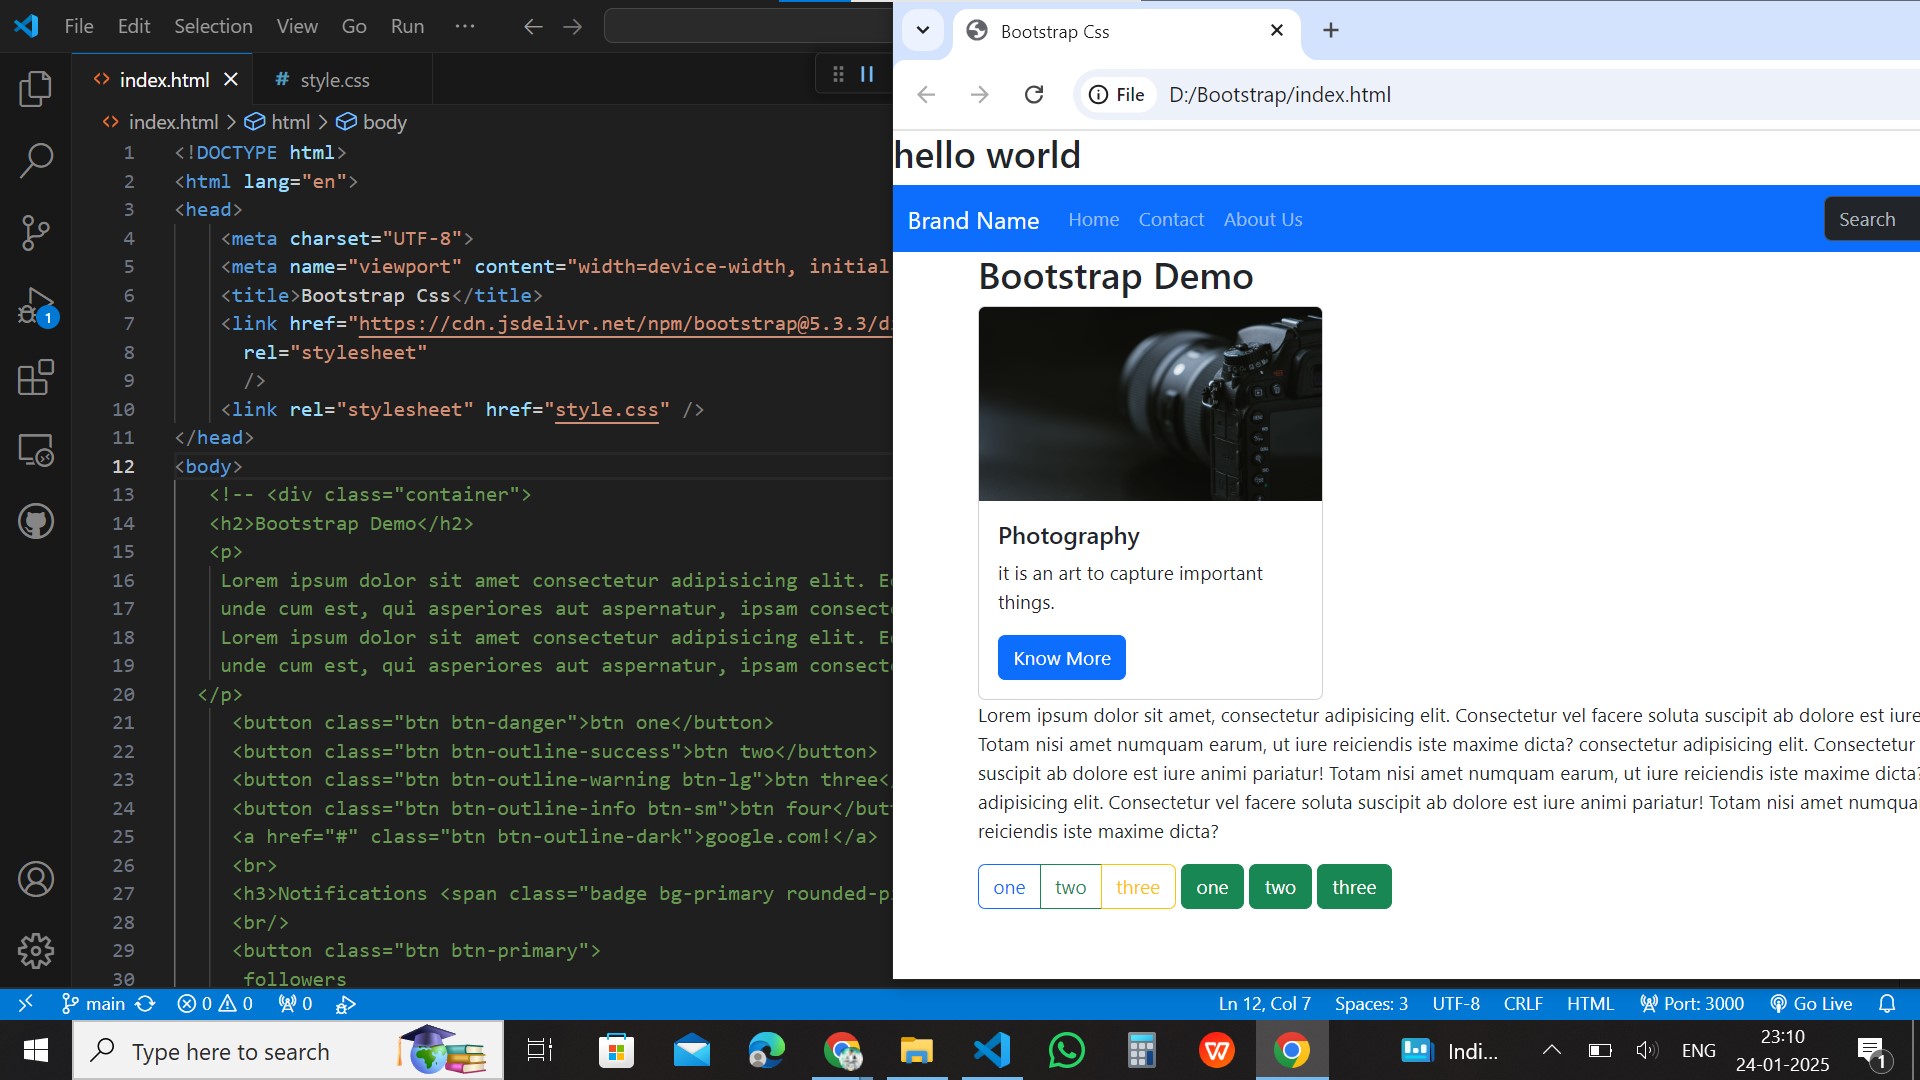 File Edit Selection View Go Run ···
index.html
style.css
index.html > html > body
1 <!DOCTYPE html>
2 <html lang="en">
3 <head>
4 <meta charset="UTF-8">
5 <meta name="viewport" content="width=device-width, initial
6 <title>Bootstrap Css</title>
7 <link href="https://cdn.jsdelivr.net/npm/bootstrap@5.3.3/d
8 rel="stylesheet"
9 />
10 <link rel="stylesheet" href="style.css" />
11 </head>
12 <body>
13 <!-- <div class="container">
14 <h2>Bootstrap Demo</h2>
15 <p>
16 Lorem ipsum dolor sit amet consectetur adipisicing elit. E
17 unde cum est, qui asperiores aut aspernatur, ipsam consect
18 Lorem ipsum dolor sit amet consectetur adipisicing elit. E
19 unde cum est, qui asperiores aut aspernatur, ipsam consect
20 </p>
21 <button class="btn btn-danger">btn one</button>
22 <button class="btn btn-outline-success">btn two</button>
23 <button class="btn btn-outline-warning btn-lg">btn three<
24 <button class="btn btn-outline-info btn-sm">btn four</but
25 <a href="#" class="btn btn-outline-dark">google.com!</a>
26 <br>
27 <h3>Notifications <span class="badge bg-primary rounded-p
28 <br/>
29 <button class="btn btn-primary">
30 followers
1
Bootstrap Css
File
D:/Bootstrap/index.html
hello world
Brand Name Home Contact About Us Search
Bootstrap Demo
Photography
it is an art to capture important
things.
Know More
Lorem ipsum dolor sit amet, consectetur adipisicing elit. Consectetur vel facere soluta suscipit ab dolore est iure
Totam nisi amet numquam earum, ut iure reiciendis iste maxime dicta? consectetur adipisicing elit. Consectetur
suscipit ab dolore est iure animi pariatur! Totam nisi amet numquam earum, ut iure reiciendis iste maxime dicta?
adipisicing elit. Consectetur vel facere soluta suscipit ab dolore est iure animi pariatur! Totam nisi amet numqua
reiciendis iste maxime dicta?
one two three one two three
main 0 0 0 Ln 12, Col 7 Spaces: 3 UTF-8 CRLF HTML Port: 3000 Go Live
Type here to search
Indi...
ENG
23:10
24-01-2025
1